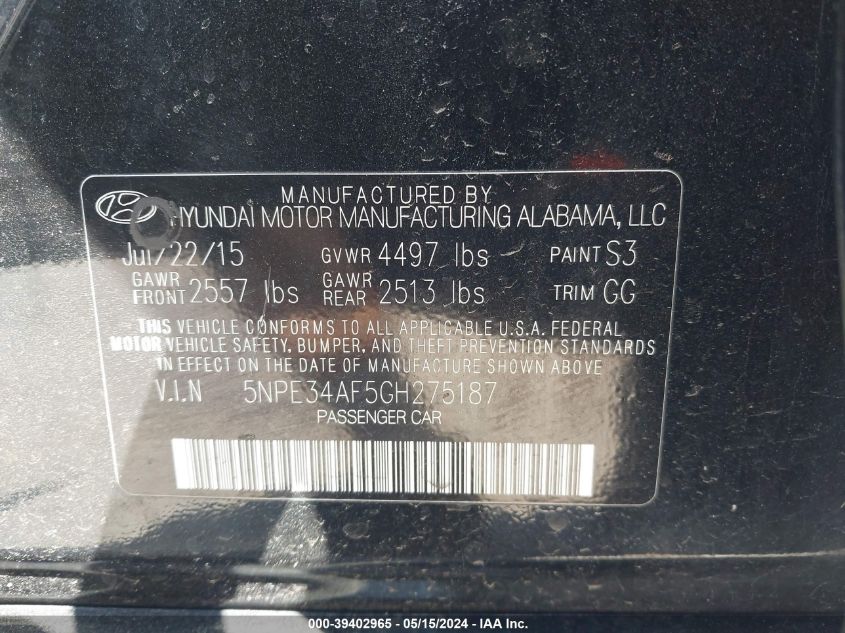 MANUFACTURED BY
HYUNDAI MOTOR MANUFACTURING ALABAMA, LLC
Jul/22/15 GVWR 4497 lbs PAINT S3
GAWR FRONT 2557 lbs GAWR REAR 2513 lbs TRIM GG
THIS VEHICLE CONFORMS TO ALL APPLICABLE U.S.A. FEDERAL
MOTOR VEHICLE SAFETY, BUMPER, AND THEFT PREVENTION STANDARDS
IN EFFECT ON THE DATE OF MANUFACTURE SHOWN ABOVE
V.I.N 5NPE34AF5GH275187
PASSENGER CAR
000-39402965 - 05/15/2024 - IAA Inc.